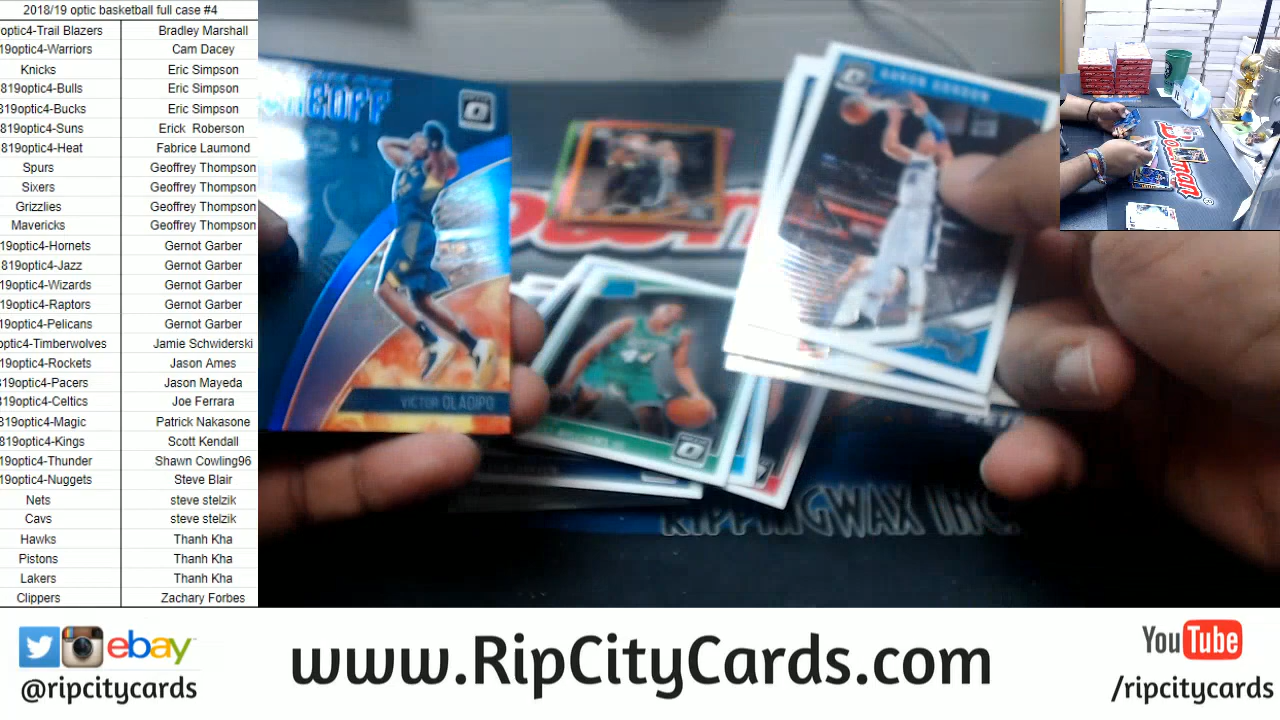 2018/19 optic basketball full case #4
optic4-Trail Blazers Bradley Marshall
19optic4-Warriors Cam Dacey
Knicks Eric Simpson
819optic4-Bulls Eric Simpson
819optic4-Bucks Eric Simpson
819optic4-Suns Erick Roberson
819optic4-Heat Fabrice Laumond
Spurs Geoffrey Thompson
Sixers Geoffrey Thompson
Grizzlies Geoffrey Thompson
Mavericks Geoffrey Thompson
19optic4-Hornets Gernot Garber
819optic4-Jazz Gernot Garber
19optic4-Wizards Gernot Garber
19optic4-Raptors Gernot Garber
19optic4-Pelicans Gernot Garber
optic4-Timberwolves Jamie Schwiderski
19optic4-Rockets Jason Ames
819optic4-Pacers Jason Mayeda
819optic4-Celtics Joe Ferrara
819optic4-Magic Patrick Nakasone
819optic4-Kings Scott Kendall
19optic4-Thunder Shawn Cowling96
19optic4-Nuggets Steve Blair
Nets steve stelzik
Cavs steve stelzik
Hawks Thanh Kha
Pistons Thanh Kha
Lakers Thanh Kha
Clippers Zachary Forbes
VICTOR OLADIPO
AARON GORDON
RIPPINGWAX INC.
ebay
@ripcitycards
www.RipCityCards.com
YouTube
/ripcitycards